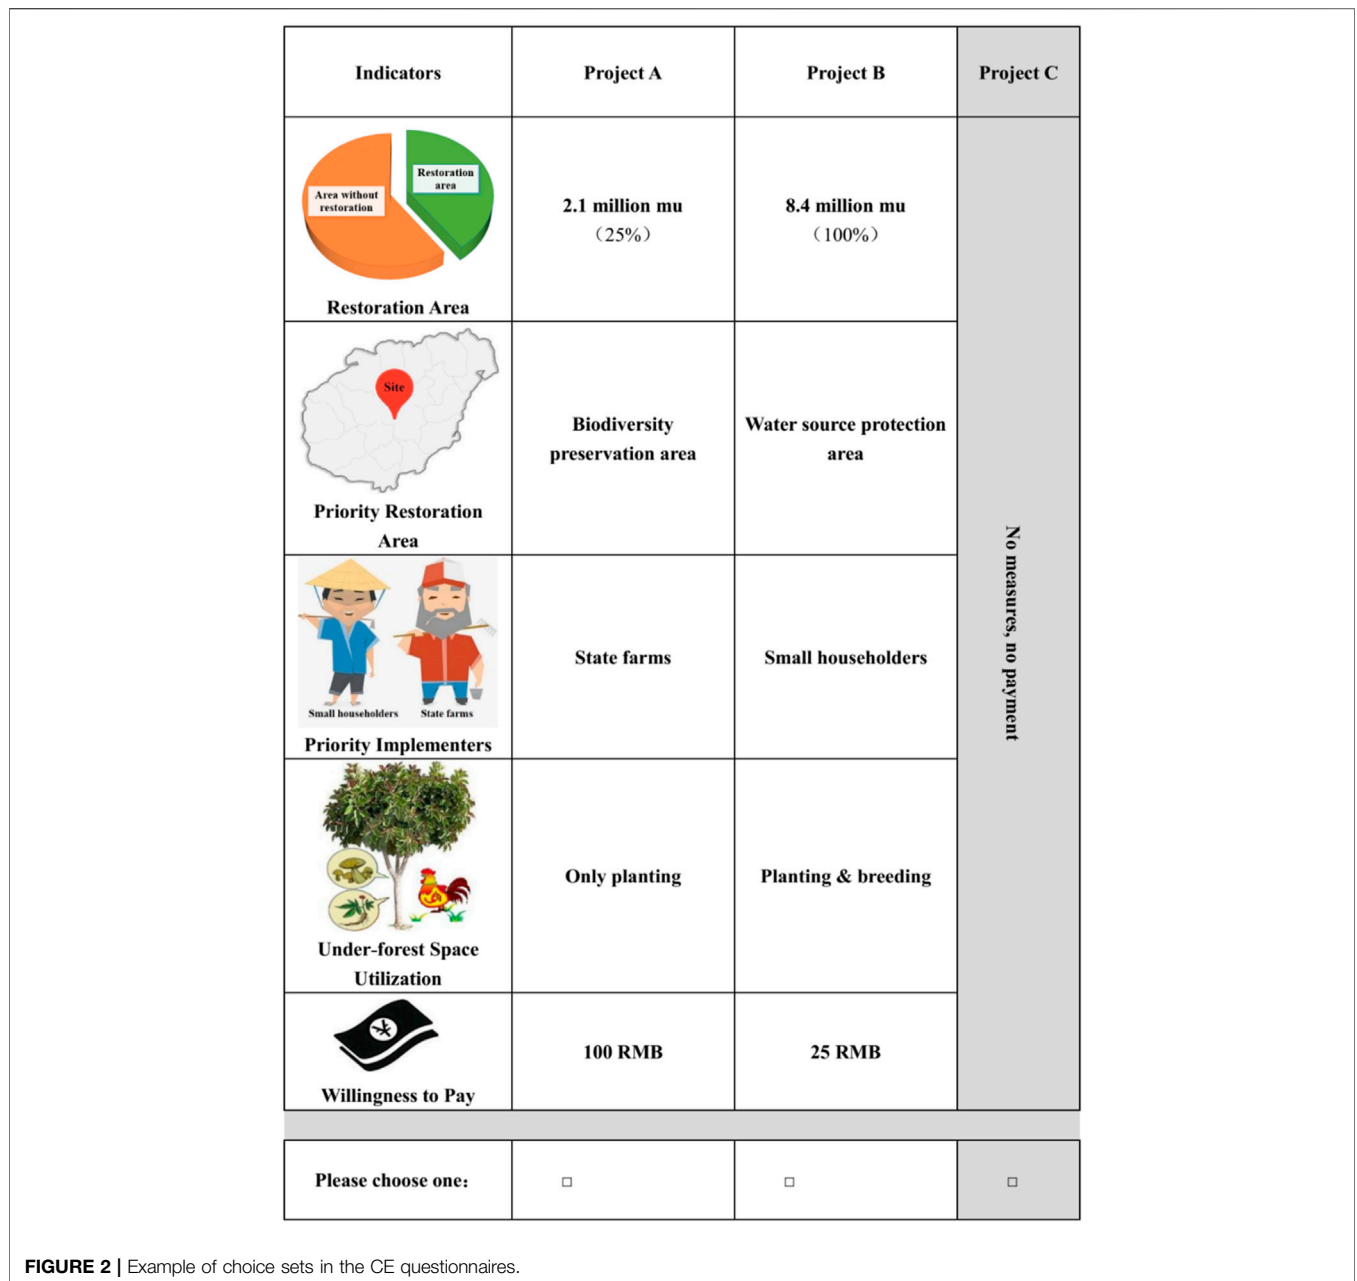 Indicators
Project A
Project B
Project C
Area without
restoration
Restoration
area
Restoration Area
2.1 million mu
（25%）
8.4 million mu
（100%）
No measures, no payment
Site
Priority Restoration
Area
Biodiversity
preservation area
Water source protection
area
Small householders
State farms
Priority Implementers
State farms
Small householders
Under-forest Space
Utilization
Only planting
Planting & breeding
Willingness to Pay
100 RMB
25 RMB
Please choose one：
□
□
□
FIGURE 2 | Example of choice sets in the CE questionnaires.